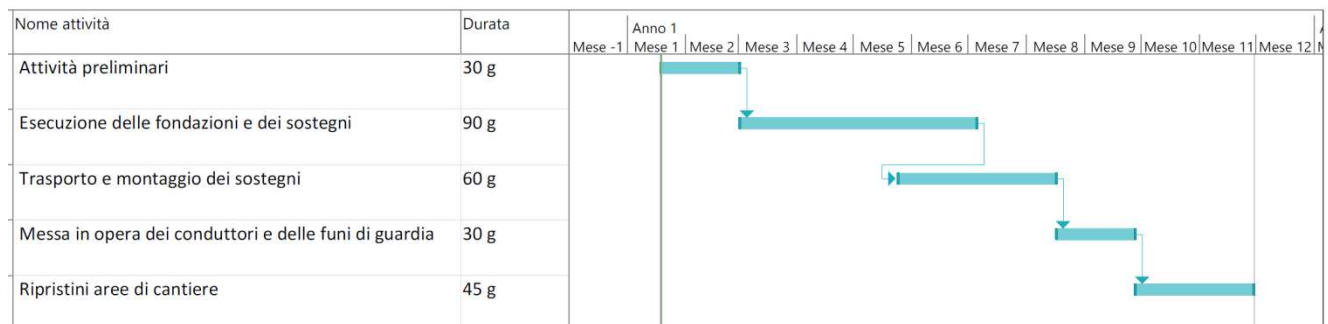 Nome attività Durata Anno 1
Mese -1 Mese 1 Mese 2 Mese 3 Mese 4 Mese 5 Mese 6 Mese 7 Mese 8 Mese 9 Mese 10 Mese 11 Mese 12
Attività preliminari 30 g
Esecuzione delle fondazioni e dei sostegni 90 g
Trasporto e montaggio dei sostegni 60 g
Messa in opera dei conduttori e delle funi di guardia 30 g
Ripristini aree di cantiere 45 g